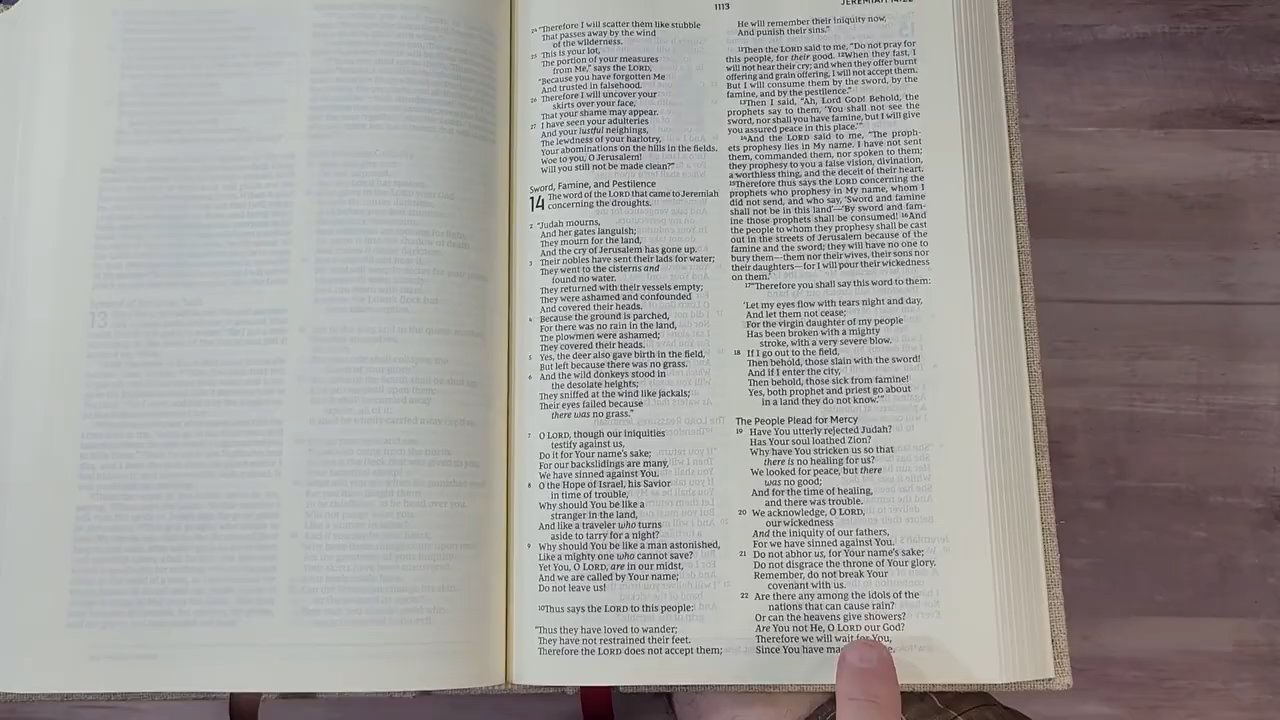 1113
24 "Therefore I will scatter them like stubble
That passes away by the wind
of the wilderness.
25 This is your lot,
The portion of your measures
from Me," says the LORD,
"Because you have forgotten Me
And trusted in falsehood.
26 Therefore I will uncover your
skirts over your face,
That your shame may appear.
27 I have seen your adulteries
And your lustful neighings,
The lewdness of your harlotry,
Your abominations on the hills in the fields.
Woe to you, O Jerusalem!
Will you still not be made clean?"
Sword, Famine, and Pestilence
14 The word of the LORD that came to Jeremiah
concerning the droughts.
2 "Judah mourns,
And her gates languish;
They mourn for the land,
And the cry of Jerusalem has gone up.
3 Their nobles have sent their lads for water;
They went to the cisterns and
found no water.
They returned with their vessels empty;
They were ashamed and confounded
And covered their heads.
4 Because the ground is parched,
For there was no rain in the land,
The plowmen were ashamed;
They covered their heads.
5 Yes, the deer also gave birth in the field,
But left because there was no grass.
6 And the wild donkeys stood in
the desolate heights;
They sniffed at the wind like jackals;
Their eyes failed because
there was no grass."
7 O LORD, though our iniquities
testify against us,
Do it for Your name's sake;
For our backslidings are many,
We have sinned against You.
8 O the Hope of Israel, his Savior
in time of trouble,
Why should You be like a
stranger in the land,
And like a traveler who turns
aside to tarry for a night?
9 Why should You be like a man astonished,
Like a mighty one who cannot save?
Yet You, O LORD, are in our midst,
And we are called by Your name;
Do not leave us!
10 Thus says the LORD to this people:
"Thus they have loved to wander;
They have not restrained their feet.
Therefore the LORD does not accept them;
He will remember their iniquity now,
And punish their sins."
11 Then the LORD said to me, "Do not pray for
this people, for their good. 12 When they fast, I
will not hear their cry; and when they offer burnt
offering and grain offering, I will not accept them.
But I will consume them by the sword, by the
famine, and by the pestilence."
13 Then I said, "Ah, Lord GOD! Behold, the
prophets say to them, 'You shall not see the
sword, nor shall you have famine, but I will give
you assured peace in this place.'"
14 And the LORD said to me, "The proph-
ets prophesy lies in My name. I have not sent
them, commanded them, nor spoken to them;
they prophesy to you a false vision, divination,
a worthless thing, and the deceit of their heart.
15 Therefore thus says the LORD concerning the
prophets who prophesy in My name, whom I
did not send, and who say, 'Sword and famine
shall not be in this land'—'By sword and fam-
ine those prophets shall be consumed! 16 And
the people to whom they prophesy shall be cast
out in the streets of Jerusalem because of the
famine and the sword; they will have no one to
bury them—them nor their wives, their sons nor
their daughters—for I will pour their wickedness
on them.'
17 "Therefore you shall say this word to them:
'Let my eyes flow with tears night and day,
And let them not cease;
For the virgin daughter of my people
Has been broken with a mighty
stroke, with a very severe blow.
18 If I go out to the field,
Then behold, those slain with the sword!
And if I enter the city,
Then behold, those sick from famine!
Yes, both prophet and priest go about
in a land they do not know.'"
The People Plead for Mercy
19 Have You utterly rejected Judah?
Has Your soul loathed Zion?
Why have You stricken us so that
there is no healing for us?
We looked for peace, but there
was no good;
And for the time of healing,
and there was trouble.
20 We acknowledge, O LORD,
our wickedness
And the iniquity of our fathers,
For we have sinned against You.
21 Do not abhor us, for Your name's sake;
Do not disgrace the throne of Your glory.
Remember, do not break Your
covenant with us.
22 Are there any among the idols of the
nations that can cause rain?
Or can the heavens give showers?
Are You not He, O LORD our God?
Therefore we will wait for You,
Since You have